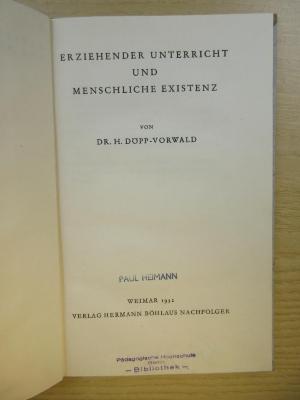 ERZIEHENDER UNTERRICHT
UND
MENSCHLICHE EXISTENZ
VON
DR. H. DÖPP-VORWALD
PAUL HEIMANN
WEIMAR 1932
VERLAG HERMANN BÖHLAUS NACHFOLGER
Pädagogische Hochschule
Berlin
– Bibliothek –